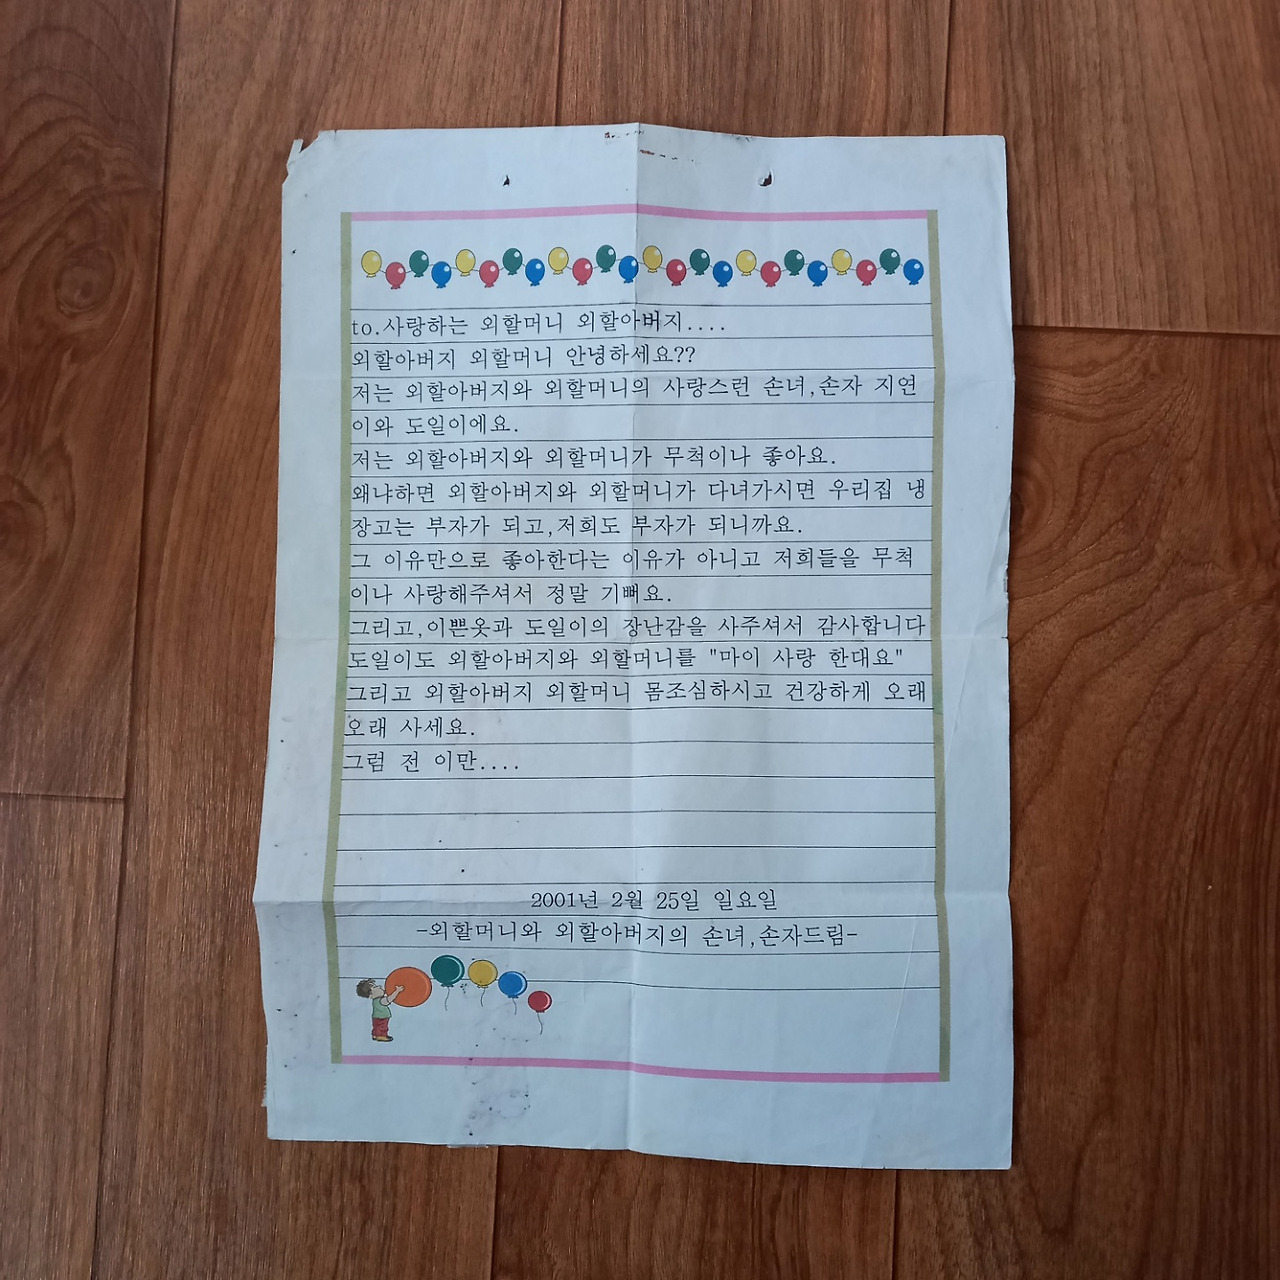 to.사랑하는 외할머니 외할아버지....
외할아버지 외할머니 안녕하세요??
저는 외할아버지와 외할머니의 사랑스런 손녀,손자 지연
이와 도일이에요.
저는 외할아버지와 외할머니가 무척이나 좋아요.
왜냐하면 외할아버지와 외할머니가 다녀가시면 우리집 냉
장고는 부자가 되고,저희도 부자가 되니까요.
그 이유만으로 좋아한다는 이유가 아니고 저희들을 무척
이나 사랑해주셔서 정말 기뻐요.
그리고,이쁜옷과 도일이의 장난감을 사주셔서 감사합니다
도일이도 외할아버지와 외할머니를 "마이 사랑 한대요"
그리고 외할아버지 외할머니 몸조심하시고 건강하게 오래
오래 사세요.
그럼 전 이만....
2001년 2월 25일 일요일
-외할머니와 외할아버지의 손녀,손자드림-